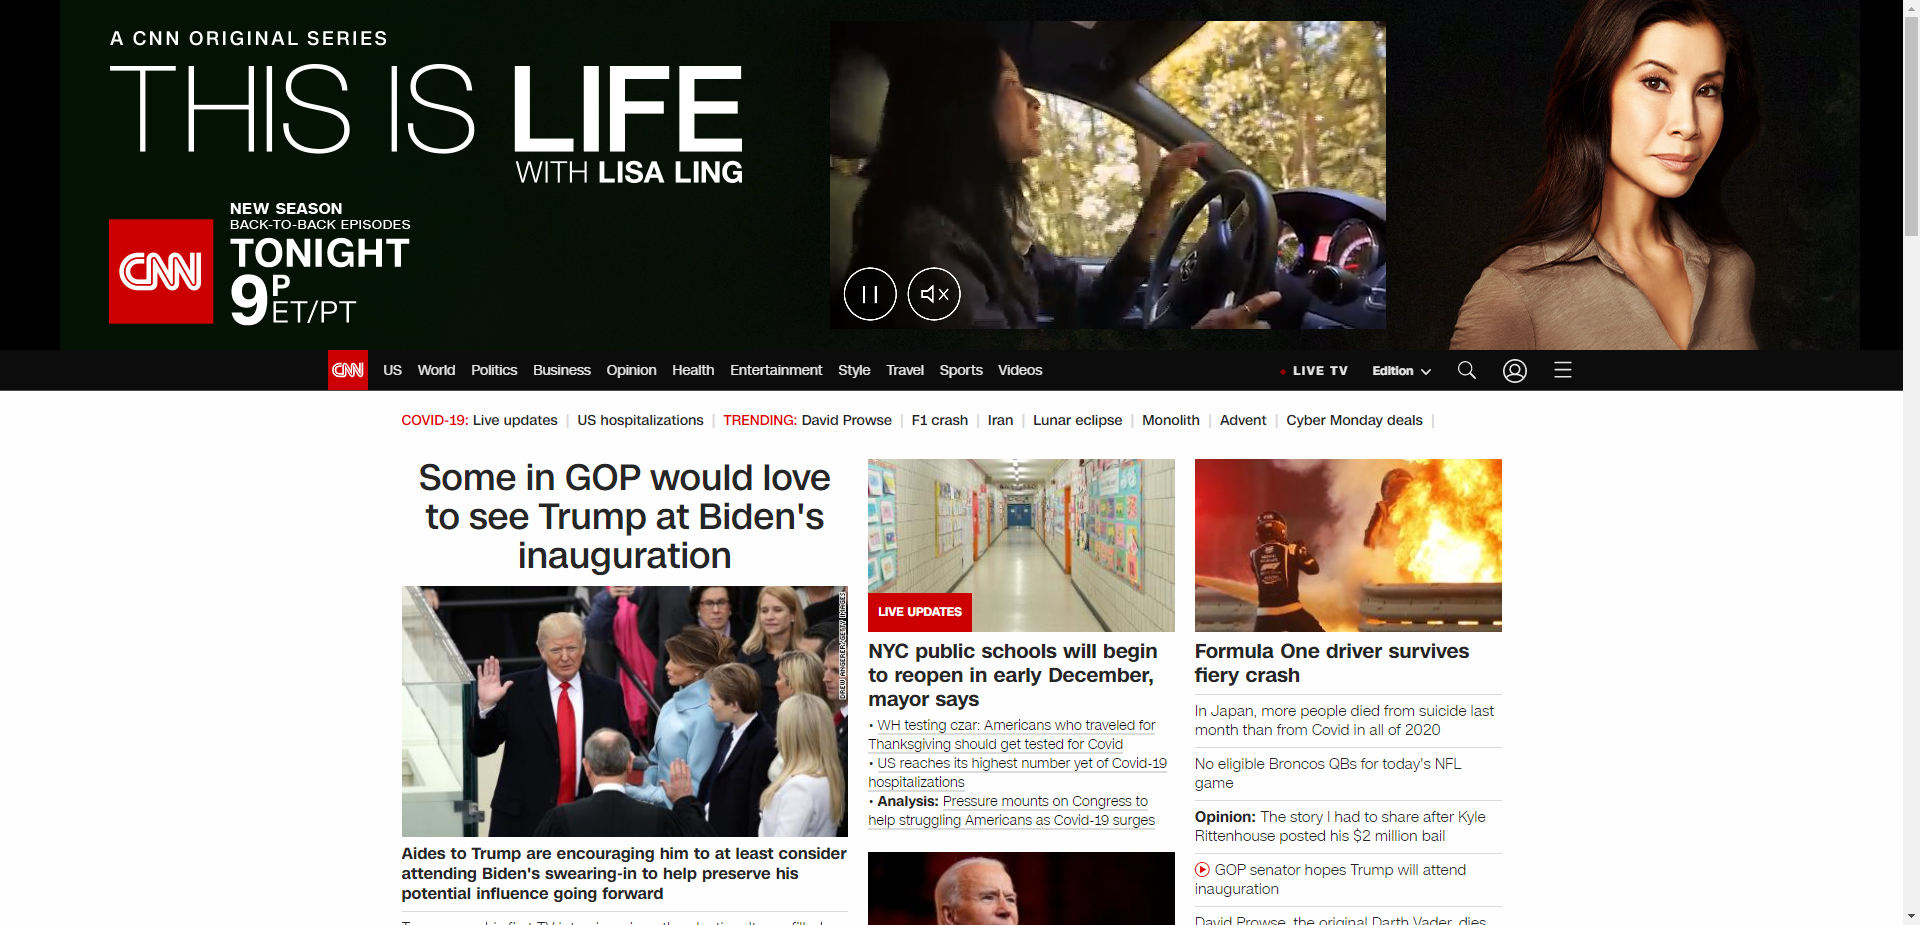 A CNN ORIGINAL SERIES
THIS IS LIFE
WITH LISA LING
NEW SEASON
BACK-TO-BACK EPISODES
TONIGHT
9P
ET/PT
CNN
CNN US World Politics Business Opinion Health Entertainment Style Travel Sports Videos LIVE TV Edition
COVID-19: Live updates US hospitalizations TRENDING: David Prowse F1 crash Iran Lunar eclipse Monolith Advent Cyber Monday deals
Some in GOP would love
to see Trump at Biden's
inauguration
DREW ANGERER/GETTY IMAGES
Aides to Trump are encouraging him to at least consider
attending Biden's swearing-in to help preserve his
potential influence going forward
LIVE UPDATES
NYC public schools will begin
to reopen in early December,
mayor says
• WH testing czar: Americans who traveled for
Thanksgiving should get tested for Covid
• US reaches its highest number yet of Covid-19
hospitalizations
• Analysis: Pressure mounts on Congress to
help struggling Americans as Covid-19 surges
Formula One driver survives
fiery crash
In Japan, more people died from suicide last
month than from Covid in all of 2020
No eligible Broncos QBs for today's NFL
game
Opinion: The story I had to share after Kyle
Rittenhouse posted his $2 million bail
GOP senator hopes Trump will attend
inauguration
David Prowse, the original Darth Vader, dies